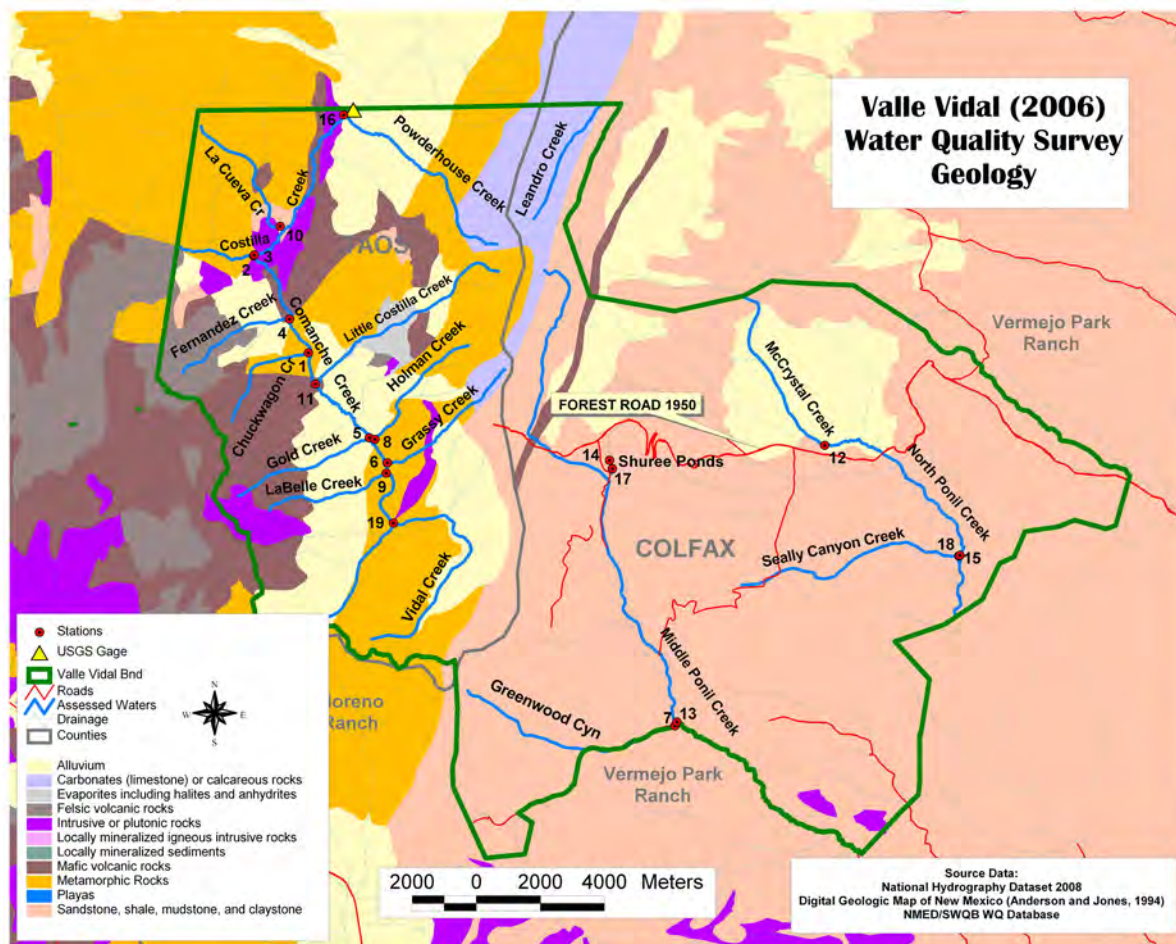 Valle Vidal (2006)
Water Quality Survey
Geology
16
Powderhouse Creek
Leandro Creek
La Cueva Cr
Creek
10
Costilla
3
2
AOS
Comanche
Creek
Fernandez Creek
4
Little Costilla Creek
1
Chuckwagon Cr
11
Holman Creek
5
8
Grassy Creek
Gold Creek
6
LaBelle Creek
9
19
Vidal Creek
Vermejo Park
Ranch
McCrystal Creek
FOREST ROAD 1950
12
14
Shuree Ponds
17
North Ponil Creek
COLFAX
Seally Canyon Creek
18
15
Middle Ponil Creek
Greenwood Cyn
7
13
Vermejo Park
Ranch
oreno
Ranch
Stations
USGS Gage
Valle Vidal Bnd
Roads
Assessed Waters
Drainage
Counties
N
W
E
S
Alluvium
Carbonates (limestone) or calcareous rocks
Evaporites including halites and anhydrites
Felsic volcanic rocks
Intrusive or plutonic rocks
Locally mineralized igneous intrusive rocks
Locally mineralized sediments
Mafic volcanic rocks
Metamorphic Rocks
Playas
Sandstone, shale, mudstone, and claystone
2000 0 2000 4000 Meters
Source Data:
National Hydrography Dataset 2008
Digital Geologic Map of New Mexico (Anderson and Jones, 1994)
NMED/SWQB WQ Database